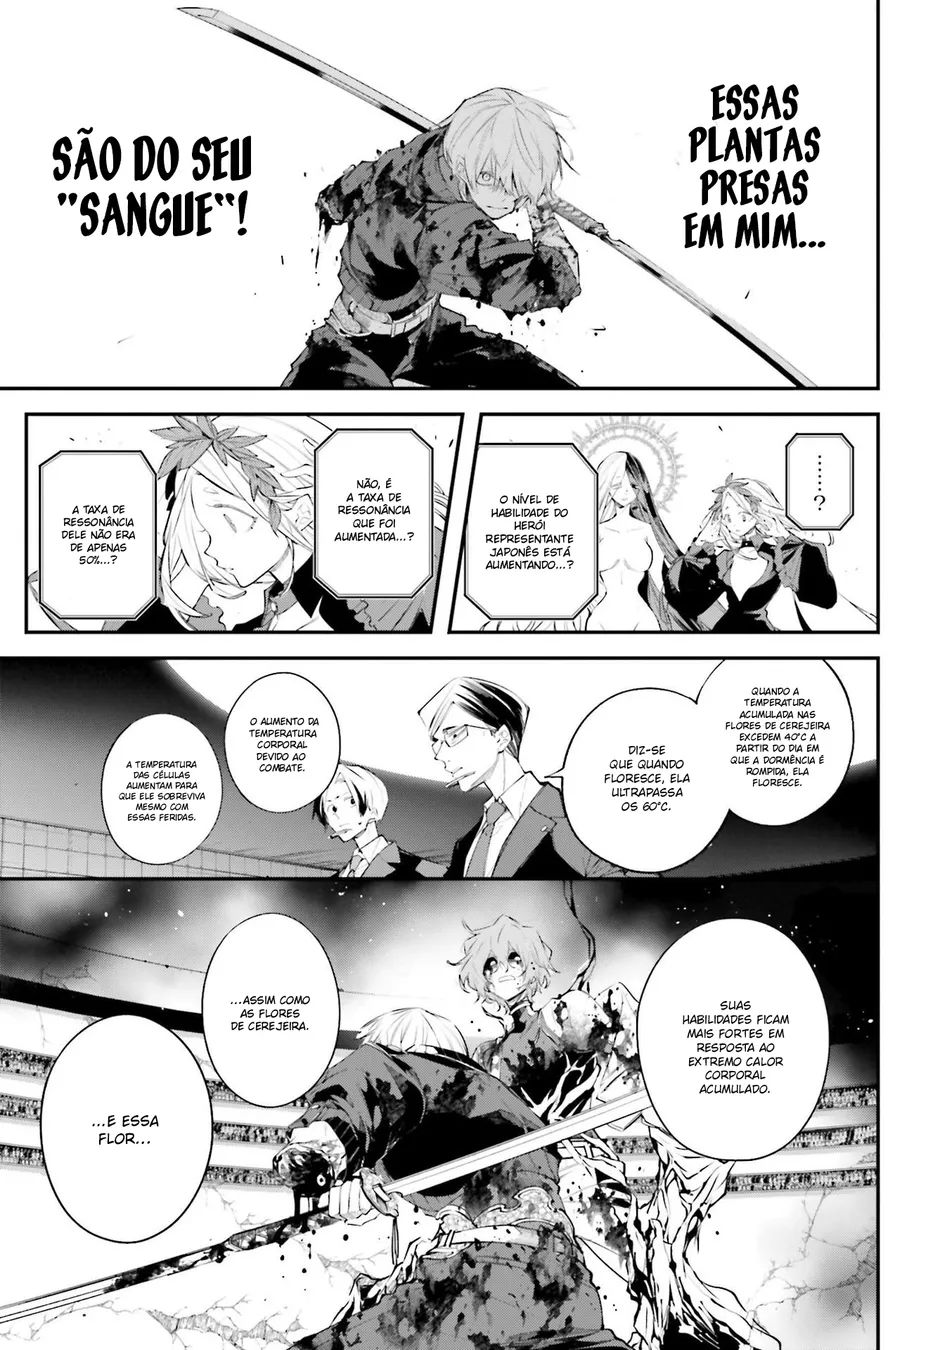 ESSAS
PLANTAS
PRESAS
EM MIM...
SÃO DO SEU
"SANGUE"!
......?
O NÍVEL DE
HABILIDADE DO
HERÓI
REPRESENTANTE
JAPONÊS ESTÁ
AUMENTANDO...?
NÃO, É
A TAXA DE
RESSONÂNCIA
QUE FOI
AUMENTADA...?
A TAXA DE
RESSONÂNCIA
DELE NÃO ERA
DE APENAS
50%...?
QUANDO A
TEMPERATURA
ACUMULADA NAS
FLORES DE CEREJEIRA
EXCEDEM 40°C A
PARTIR DO DIA EM
QUE A DORMÊNCIA É
ROMPIDA, ELA
FLORESCE.
DIZ-SE
QUE QUANDO
FLORESCE, ELA
ULTRAPASSA
OS 60°C.
O AUMENTO DA
TEMPERATURA
CORPORAL
DEVIDO AO
COMBATE.
A TEMPERATURA
DAS CÉLULAS
AUMENTAM PARA
QUE ELE SOBREVIVA
MESMO COM
ESSAS FERIDAS.
SUAS
HABILIDADES FICAM
MAIS FORTES EM
RESPOSTA AO
EXTREMO CALOR
CORPORAL
ACUMULADO.
...ASSIM COMO
AS FLORES
DE CEREJEIRA.
...E ESSA
FLOR...